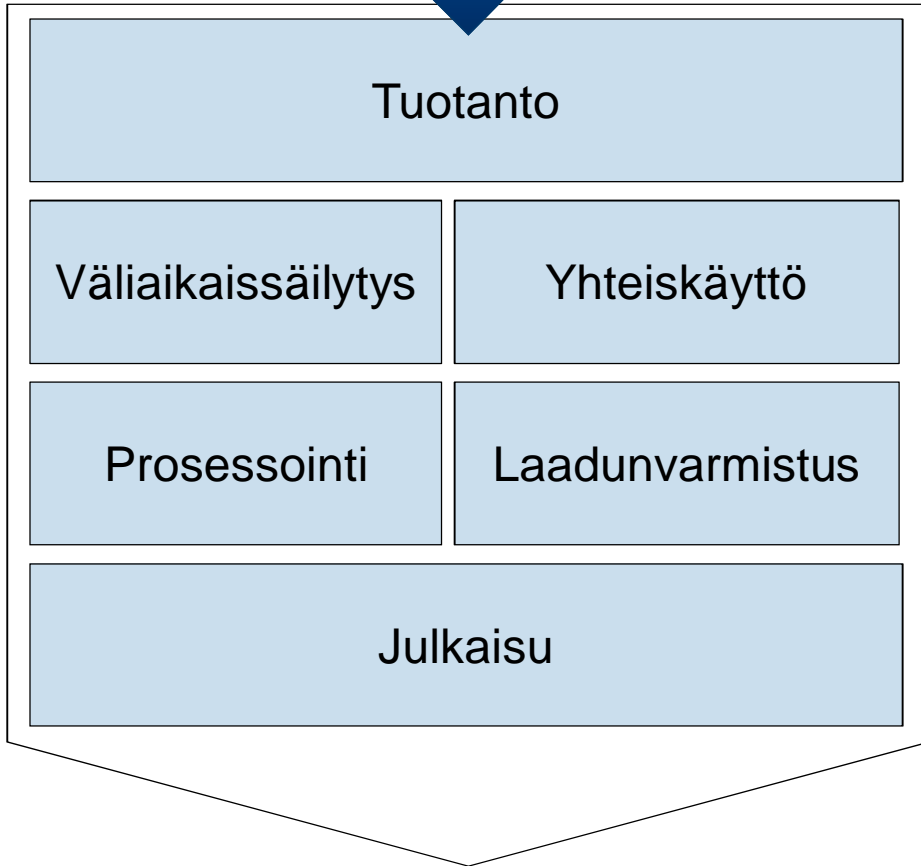 Tuotanto
Väliaikaissäilytys
Yhteiskäyttö
Prosessointi
Laadunvarmistus
Julkaisu